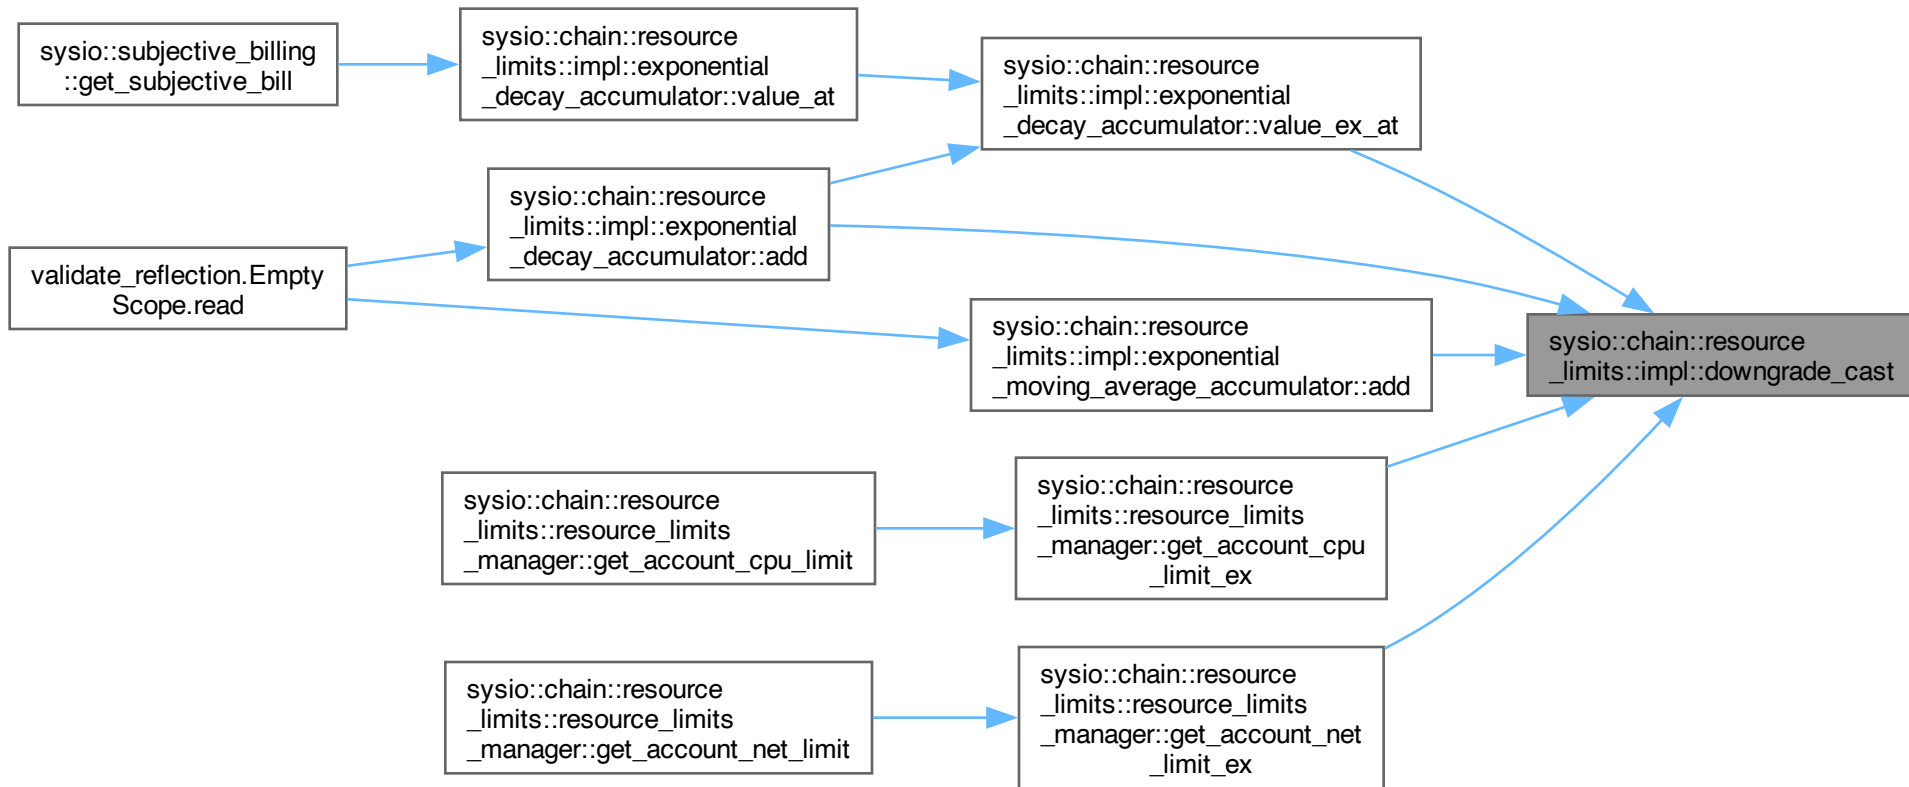 sysio::subjective_billing
::get_subjective_bill
sysio::chain::resource
_limits::impl::exponential
_decay_accumulator::value_at
sysio::chain::resource
_limits::impl::exponential
_decay_accumulator::value_ex_at
sysio::chain::resource
_limits::impl::exponential
_decay_accumulator::add
validate_reflection.Empty
Scope.read
sysio::chain::resource
_limits::impl::exponential
_moving_average_accumulator::add
sysio::chain::resource
_limits::impl::downgrade_cast
sysio::chain::resource
_limits::resource_limits
_manager::get_account_cpu_limit
sysio::chain::resource
_limits::resource_limits
_manager::get_account_cpu
_limit_ex
sysio::chain::resource
_limits::resource_limits
_manager::get_account_net_limit
sysio::chain::resource
_limits::resource_limits
_manager::get_account_net
_limit_ex